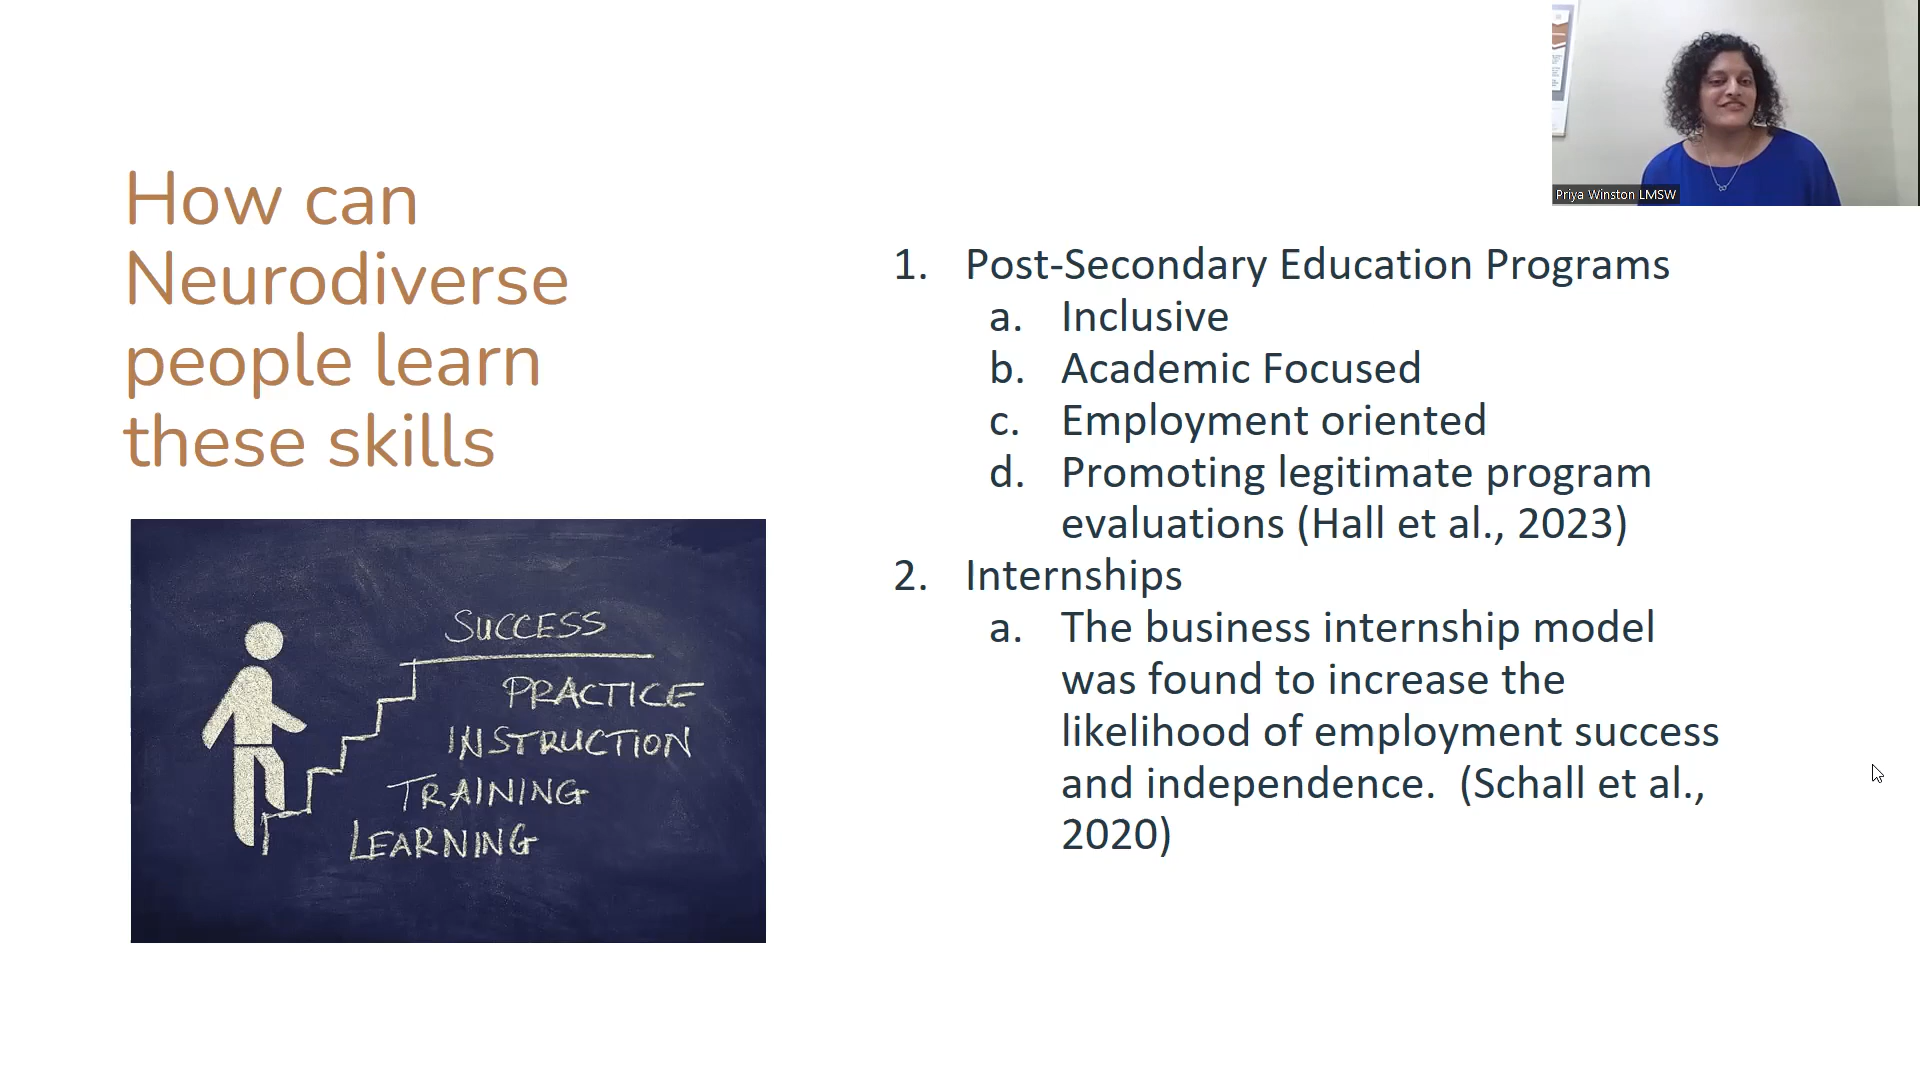 Priya Winston LMSW
How can
Neurodiverse
people learn
these skills
1. Post-Secondary Education Programs
a. Inclusive
b. Academic Focused
c. Employment oriented
d. Promoting legitimate program
evaluations (Hall et al., 2023)
2. Internships
a. The business internship model
was found to increase the
likelihood of employment success
and independence.  (Schall et al.,
2020)
SUCCESS
PRACTICE
INSTRUCTION
TRAINING
LEARNING